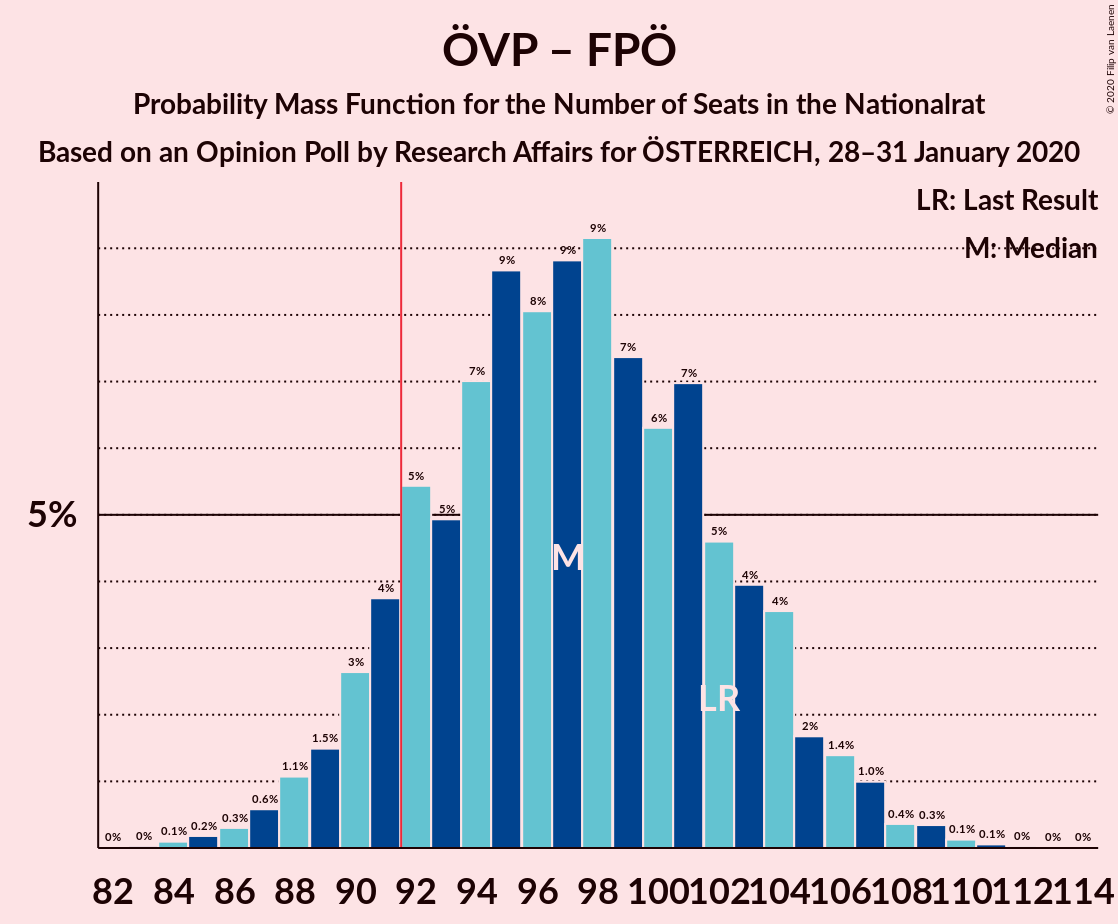 ÖVP – FPÖ
Probability Mass Function for the Number of Seats in the Nationalrat
Based on an Opinion Poll by Research Affairs for ÖSTERREICH, 28–31 January 2020
© 2020 Filip van Laenen
LR: Last Result
M: Median
5%
0% 0% 0.1% 0.2% 0.3% 0.6% 1.1% 1.5% 3% 4% 5% 5% 7% 9% 8% 9% 9% 7% 6% 7% 5% 4% 4% 2% 1.4% 1.0% 0.4% 0.3% 0.1% 0.1% 0% 0% 0%
M
LR
82 84 86 88 90 92 94 96 98 100 102 104 106 108 110 112 114